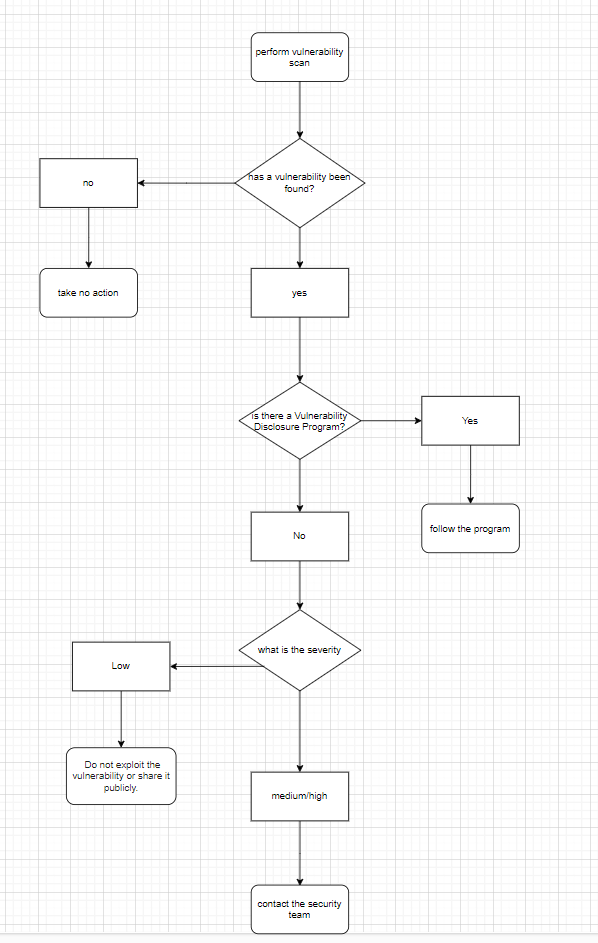 perform vulnerability
scan
has a vulnerability been
found?
no
take no action
yes
is there a Vulnerability
Disclosure Program?
Yes
follow the program
No
what is the severity
Low
Do not exploit the
vulnerability or share it
publicly.
medium/high
contact the security
team